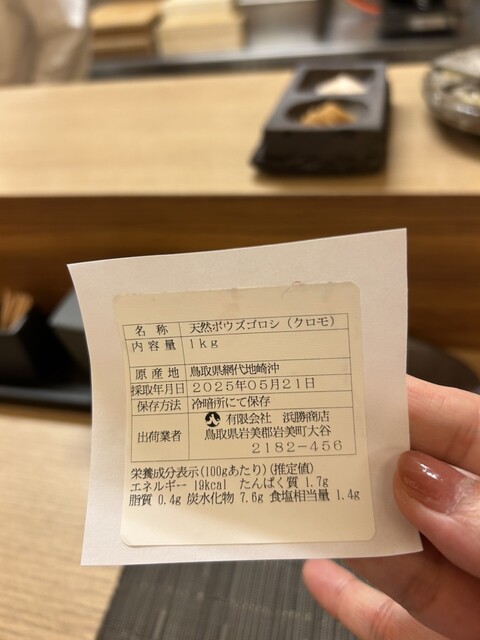 名称 天然ボウズゴロシ(クロモ)
内容量 1kg
原産地 鳥取県網代地崎沖
採取年月日 2025年05月21日
保存方法 冷暗所にて保存
出荷業者 有限会社 浜勝商店
鳥取県岩美郡岩美町大谷
2182-456
栄養成分表示(100gあたり)(推定値)
エネルギー 19kcal たんぱく質 1.7g
脂質 0.4g 炭水化物 7.6g 食塩相当量 1.4g